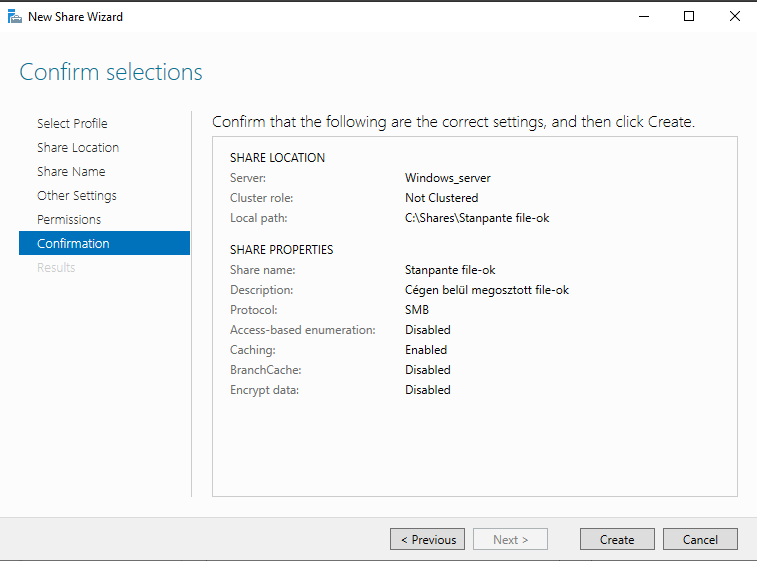 New Share Wizard
Confirm selections
Select Profile
Share Location
Share Name
Other Settings
Permissions
Confirmation
Results
Confirm that the following are the correct settings, and then click Create.
SHARE LOCATION
Server: Windows_server
Cluster role: Not Clustered
Local path: C:\Shares\Stanpante file-ok
SHARE PROPERTIES
Share name: Stanpante file-ok
Description: Cégen belül megosztott file-ok
Protocol: SMB
Access-based enumeration: Disabled
Caching: Enabled
BranchCache: Disabled
Encrypt data: Disabled
< Previous Next > Create Cancel